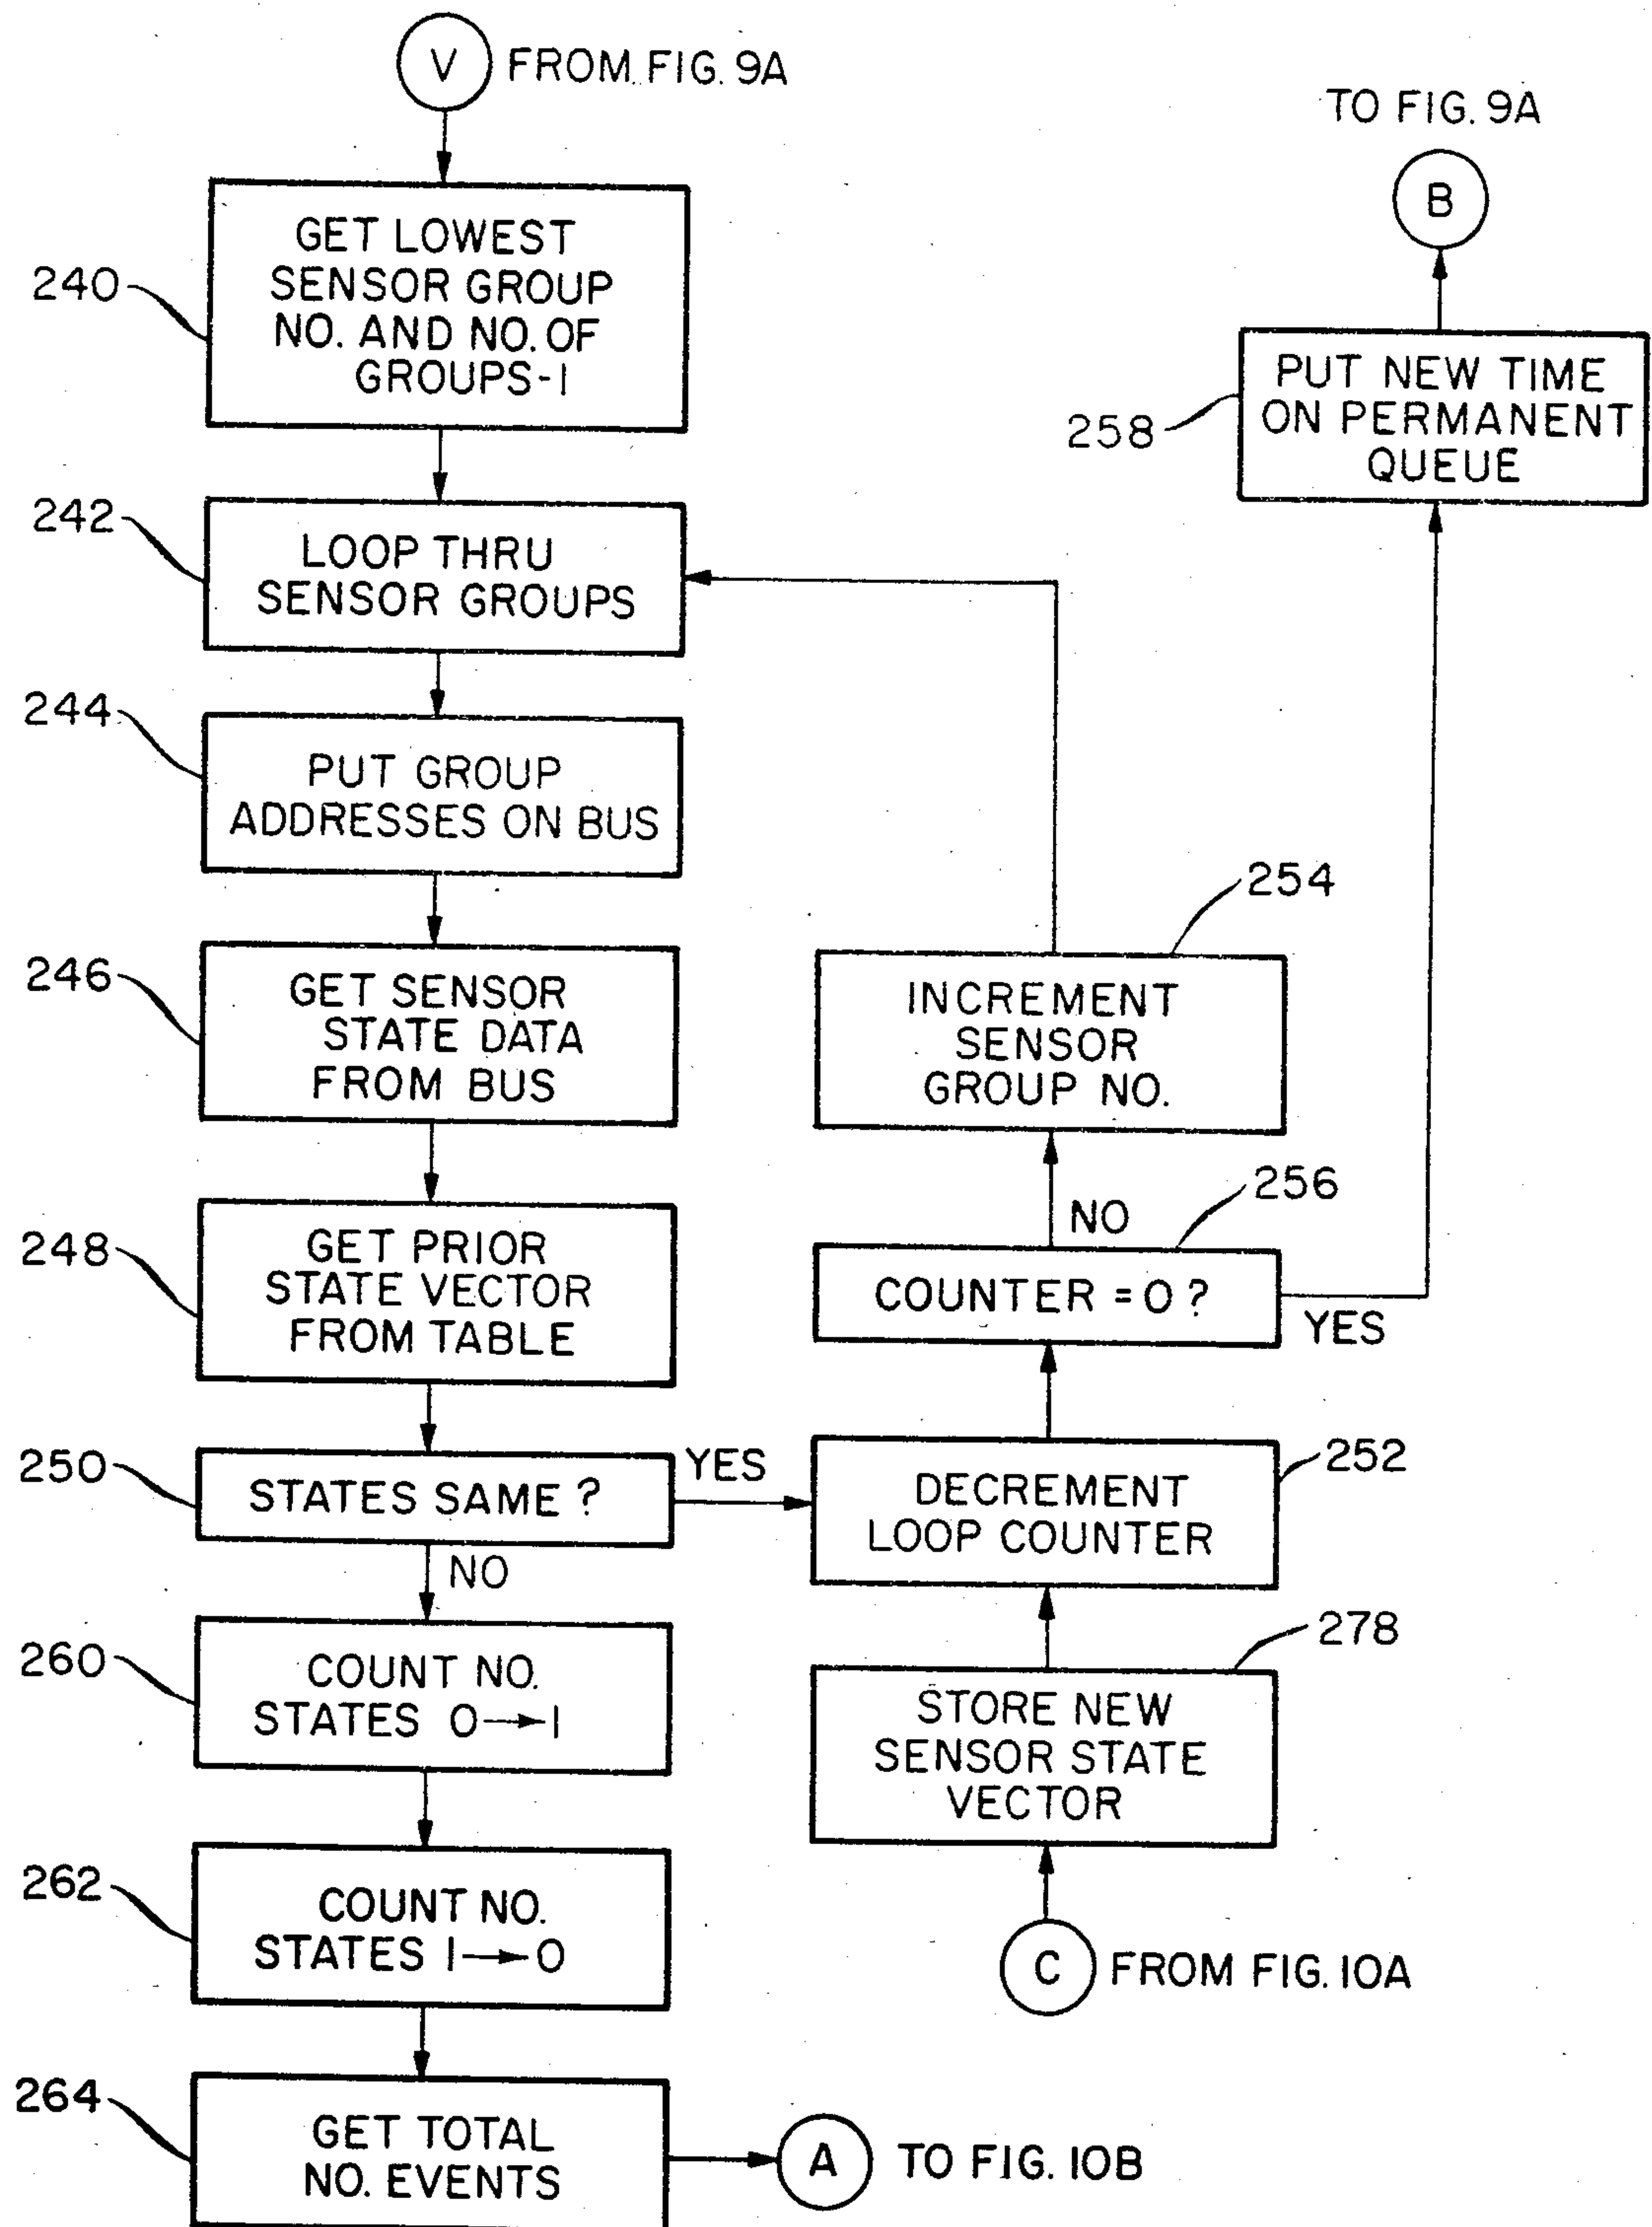 V FROM FIG. 9A
240
GET LOWEST
SENSOR GROUP
NO. AND NO. OF
GROUPS-1
242
LOOP THRU
SENSOR GROUPS
244
PUT GROUP
ADDRESSES ON BUS
246
GET SENSOR
STATE DATA
FROM BUS
248
GET PRIOR
STATE VECTOR
FROM TABLE
250
STATES SAME ?
YES
NO
260
COUNT NO.
STATES 0→1
262
COUNT NO.
STATES 1→0
264
GET TOTAL
NO. EVENTS
A TO FIG. 10B
TO FIG. 9A
B
258
PUT NEW TIME
ON PERMANENT
QUEUE
254
INCREMENT
SENSOR
GROUP NO.
256
NO
COUNTER = 0 ?
YES
252
DECREMENT
LOOP COUNTER
278
STORE NEW
SENSOR STATE
VECTOR
C FROM FIG. 10A